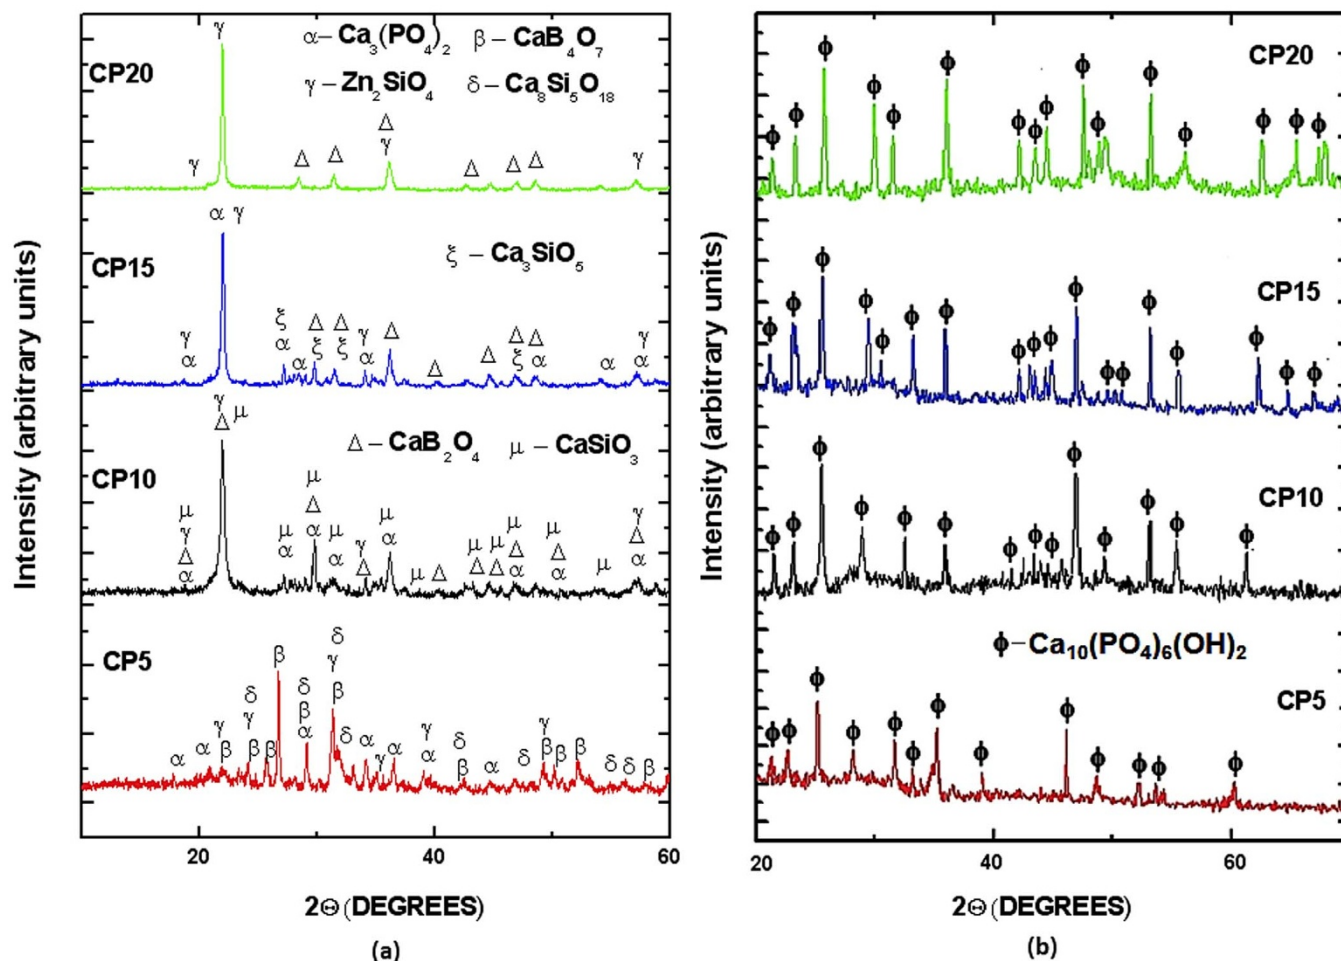 γ
α– Ca3(PO4)2 β – CaB4O7
CP20
γ – Zn2SiO4 δ – Ca8Si5O18
Δ
γ
γ Δ Δ Δ Δ Δ γ
α γ
CP15
ξ – Ca3SiO5
ξ Δ Δ γ Δ Δ Δ γ
γ α ξ ξ α Δ ξ α α
α α Δ α
γ
Δ μ
Δ – CaB2O4 μ – CaSiO3
CP10
μ
γ
Δ
α
μ
α
μ
Δ
α
μ
α
γ
Δ
μ
α
μ
Δ
μ
Δ
μ
Δ
μ
Δ
α
μ
Δ
α
μ
γ
Δ
α
CP5
α
α
γ
β
δ
γ
β
β
β
δ
β
α
δ
γ
β
δ
α
γ
α
γ
α
δ
β
α
δ
γ
β
β
β
δ
δ
β
20 40 60
2Θ (DEGREES)
Intensity (arbitrary units)
(a)
Φ Φ Φ Φ Φ Φ Φ Φ Φ Φ Φ Φ Φ Φ Φ Φ
CP20
Φ Φ Φ Φ Φ Φ Φ Φ Φ Φ Φ Φ Φ Φ Φ Φ Φ
CP15
Φ Φ Φ Φ Φ Φ Φ Φ Φ Φ Φ Φ Φ Φ
CP10
Φ–Ca10(PO4)6(OH)2
CP5
Φ Φ Φ Φ Φ Φ Φ Φ Φ Φ Φ Φ Φ
20 40 60
2Θ (DEGREES)
Intensity (arbitrary units)
(b)